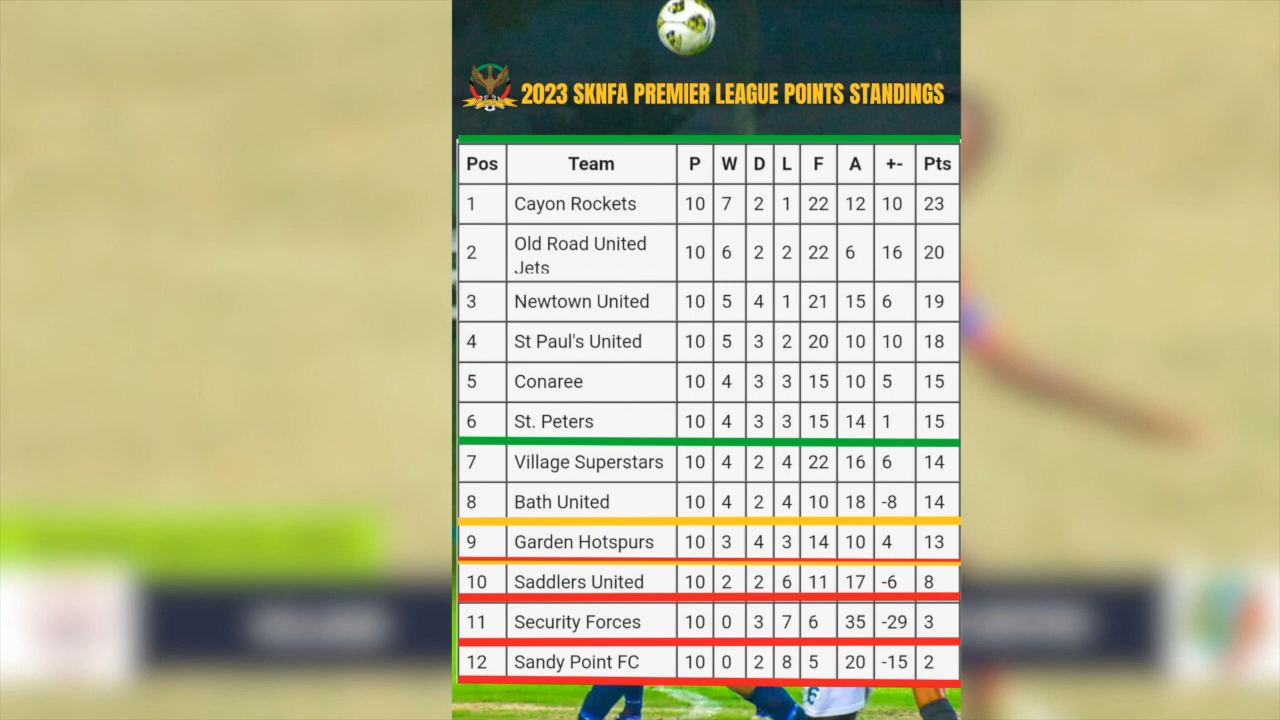 2023 SKNFA PREMIER LEAGUE POINTS STANDINGS
Pos Team P W D L F A +- Pts
1 Cayon Rockets 10 7 2 1 22 12 10 23
2 Old Road United Jets 10 6 2 2 22 6 16 20
3 Newtown United 10 5 4 1 21 15 6 19
4 St Paul's United 10 5 3 2 20 10 10 18
5 Conaree 10 4 3 3 15 10 5 15
6 St. Peters 10 4 3 3 15 14 1 15
7 Village Superstars 10 4 2 4 22 16 6 14
8 Bath United 10 4 2 4 10 18 -8 14
9 Garden Hotspurs 10 3 4 3 14 10 4 13
10 Saddlers United 10 2 2 6 11 17 -6 8
11 Security Forces 10 0 3 7 6 35 -29 3
12 Sandy Point FC 10 0 2 8 5 20 -15 2